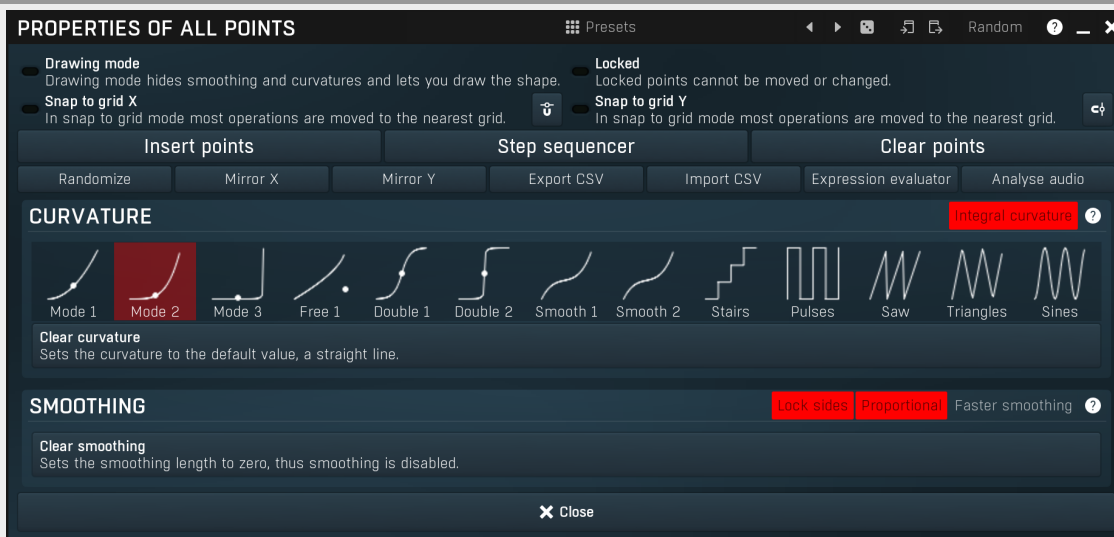 PROPERTIES OF ALL POINTS Presets Random ?
Drawing mode
Drawing mode hides smoothing and curvatures and lets you draw the shape.
Locked
Locked points cannot be moved or changed.
Snap to grid X
In snap to grid mode most operations are moved to the nearest grid.
Snap to grid Y
In snap to grid mode most operations are moved to the nearest grid.
Insert points Step sequencer Clear points
Randomize Mirror X Mirror Y Export CSV Import CSV Expression evaluator Analyse audio
CURVATURE Integral curvature ?
Mode 1 Mode 2 Mode 3 Free 1 Double 1 Double 2 Smooth 1 Smooth 2 Stairs Pulses Saw Triangles Sines
Clear curvature
Sets the curvature to the default value, a straight line.
SMOOTHING Lock sides Proportional Faster smoothing ?
Clear smoothing
Sets the smoothing length to zero, thus smoothing is disabled.
Close